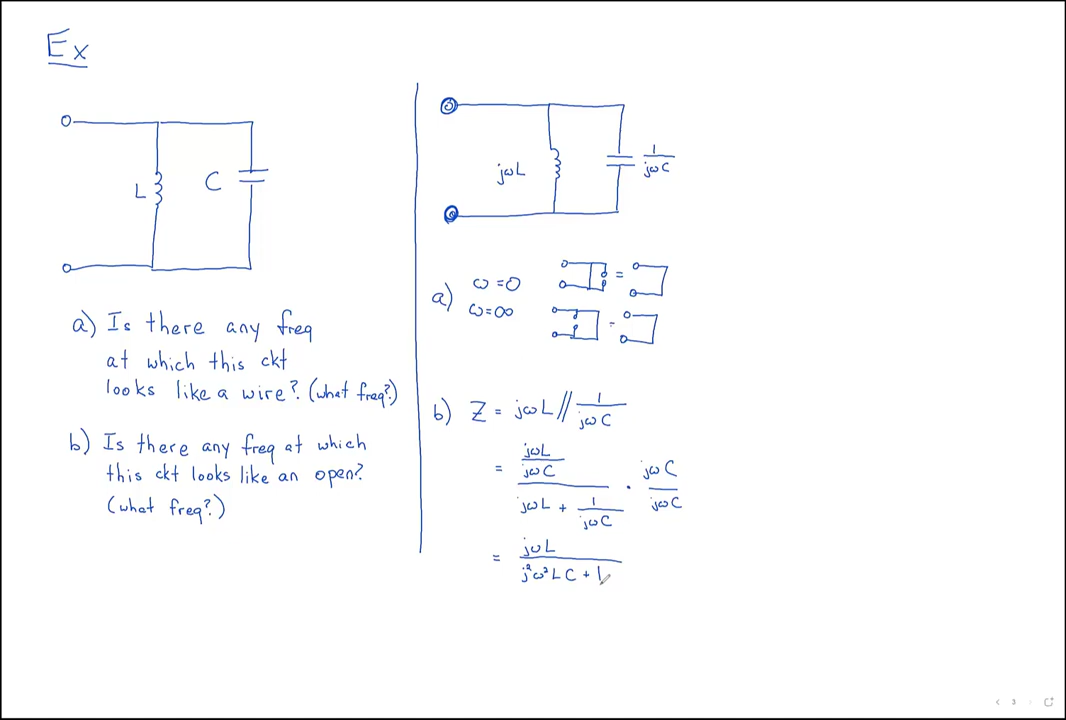 Ex
L
C
a) Is there any freq
at which this ckt
looks like a wire? (what freq?)
b) Is there any freq at which
this ckt looks like an open?
(what freq?)
jωL
1/jωC
a) ω=0
=
ω=∞
=
b) Z = jωL // 1/jωC
= (jωL/jωC)/(jωL + 1/jωC) · jωC/jωC
= jωL/(j²ω²LC + 1)
3